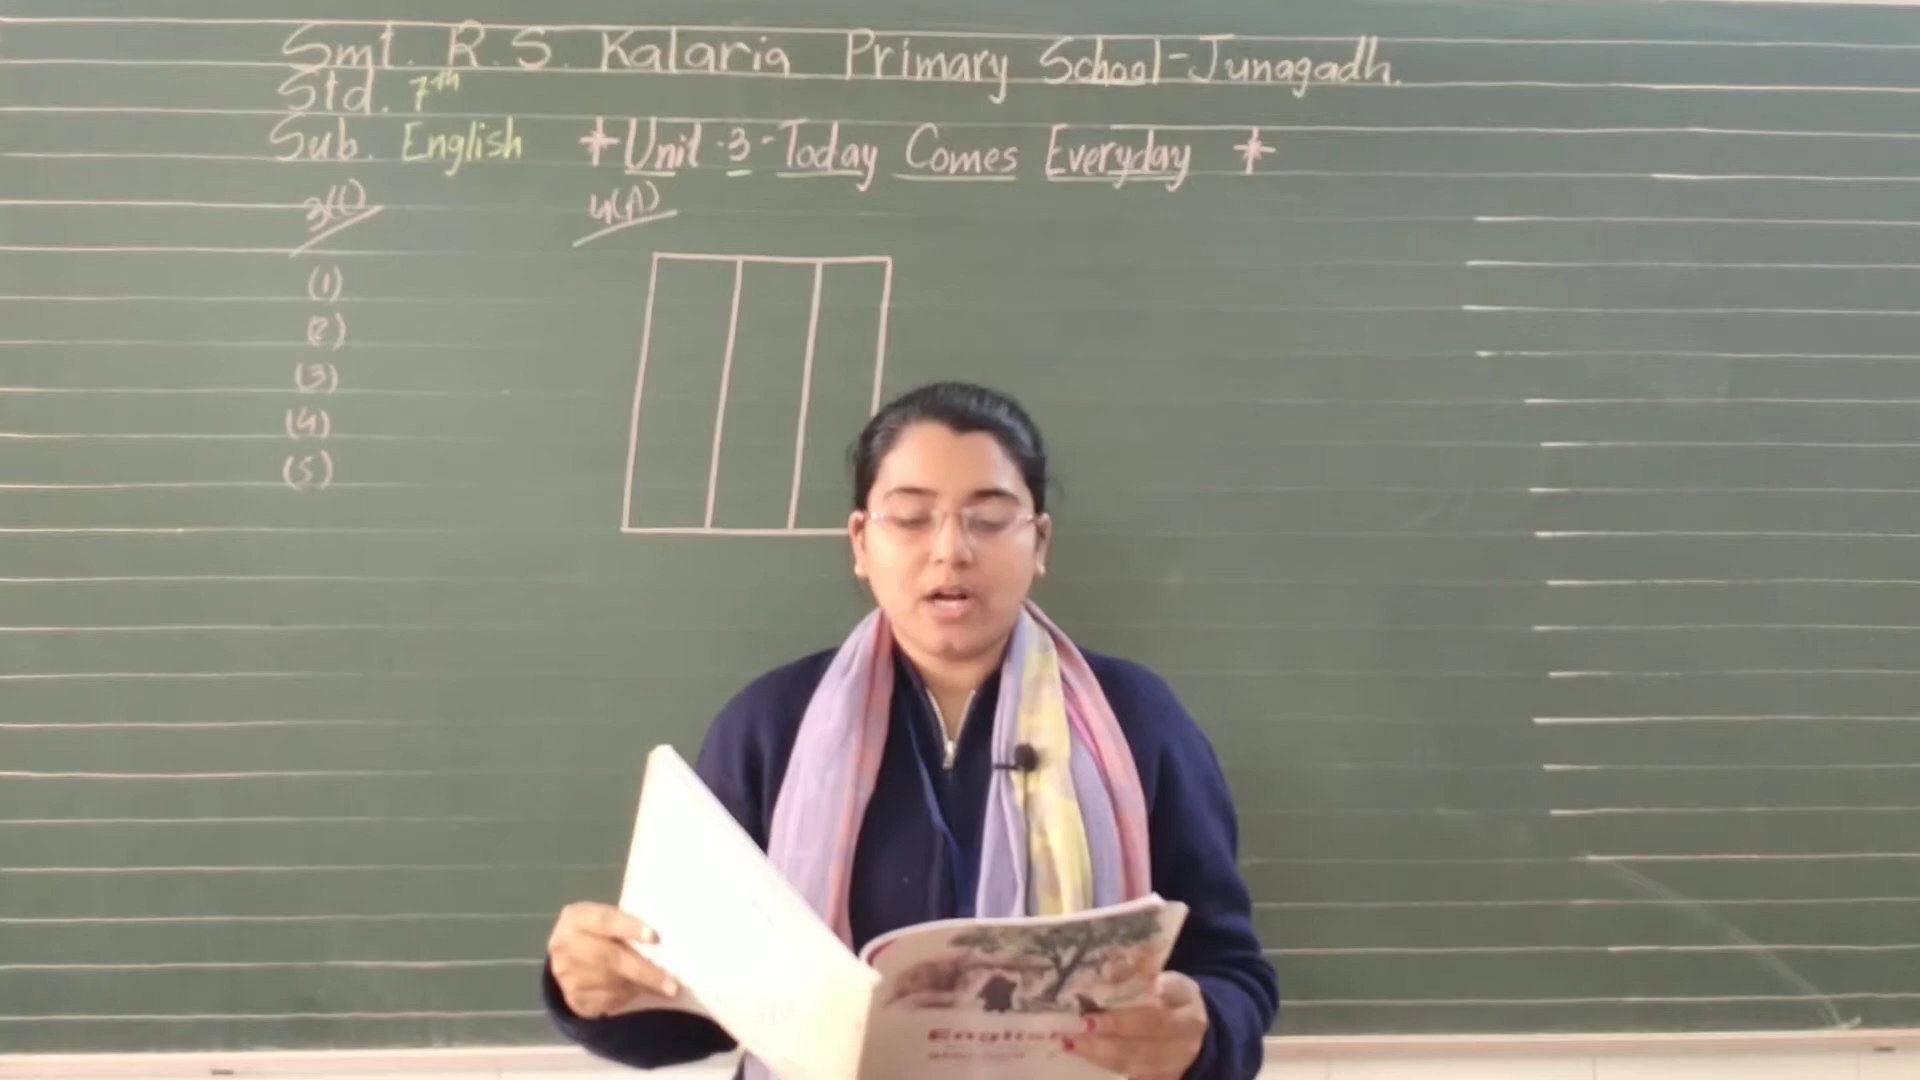 Smt. R.S. Kalaria Primary School-Junagadh.
Std. 7th
Sub. English * Unit-3-Today Comes Everyday *
3(C) 4(A)
(1)
(2)
(3)
(4)
(5)
English